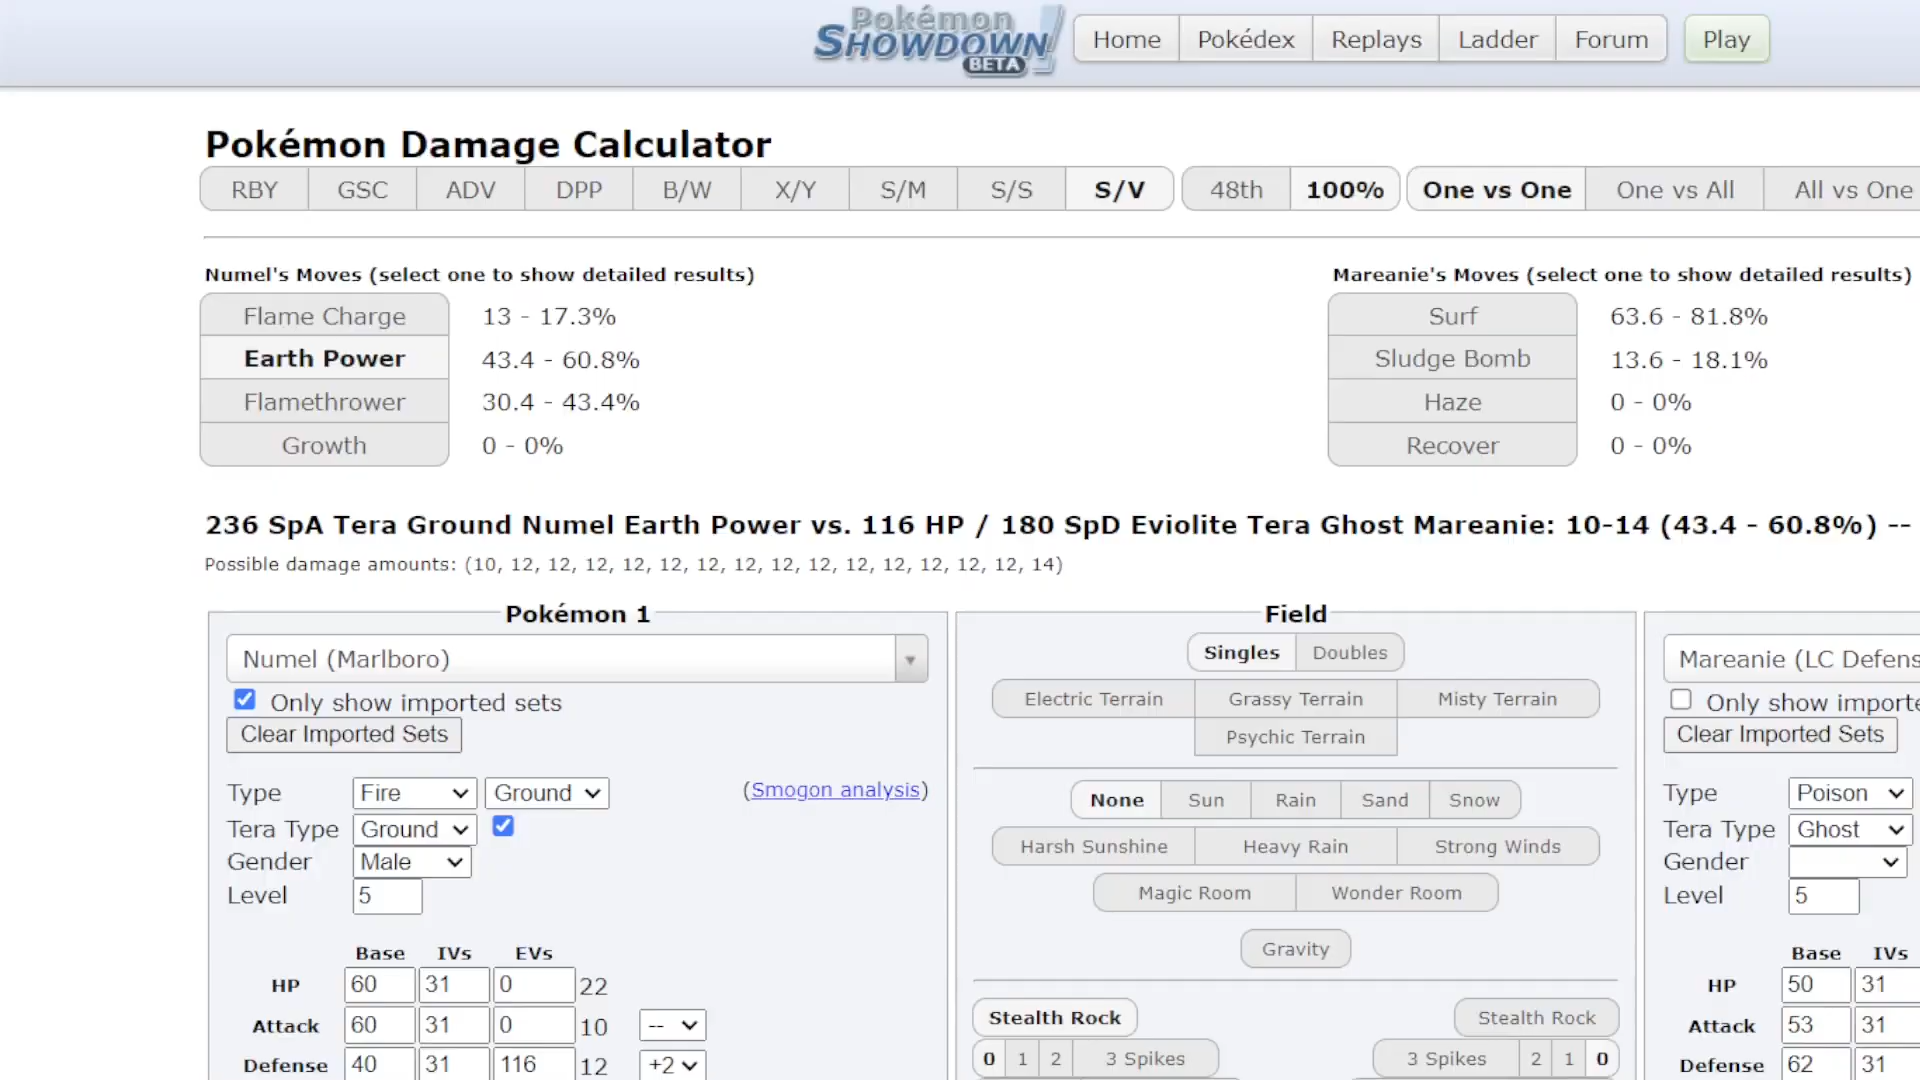 Pokémon
SHOWDOWN
BETA
Home Pokédex Replays Ladder Forum Play
Pokémon Damage Calculator
RBY GSC ADV DPP B/W X/Y S/M S/S S/V 48th 100% One vs One One vs All All vs One
Numel's Moves (select one to show detailed results) Mareanie's Moves (select one to show detailed results)
Flame Charge 13 - 17.3% Surf 63.6 - 81.8%
Earth Power 43.4 - 60.8% Sludge Bomb 13.6 - 18.1%
Flamethrower 30.4 - 43.4% Haze 0 - 0%
Growth 0 - 0% Recover 0 - 0%
236 SpA Tera Ground Numel Earth Power vs. 116 HP / 180 SpD Eviolite Tera Ghost Mareanie: 10-14 (43.4 - 60.8%) --
Possible damage amounts: (10, 12, 12, 12, 12, 12, 12, 12, 12, 12, 12, 12, 12, 12, 12, 14)
Pokémon 1
Numel (Marlboro)
Only show imported sets
Clear Imported Sets
Type Fire Ground (Smogon analysis)
Tera Type Ground
Gender Male
Level 5
Base IVs EVs
HP 60 31 0 22
Attack 60 31 0 10 --
Defense 40 31 116 12 +2
Field
Singles Doubles
Electric Terrain Grassy Terrain Misty Terrain
Psychic Terrain
None Sun Rain Sand Snow
Harsh Sunshine Heavy Rain Strong Winds
Magic Room Wonder Room
Gravity
Stealth Rock Stealth Rock
0 1 2 3 Spikes 3 Spikes 2 1 0
Mareanie (LC Defens
Only show importe
Clear Imported Sets
Type Poison
Tera Type Ghost
Gender
Level 5
Base IVs
HP 50 31
Attack 53 31
Defense 62 31